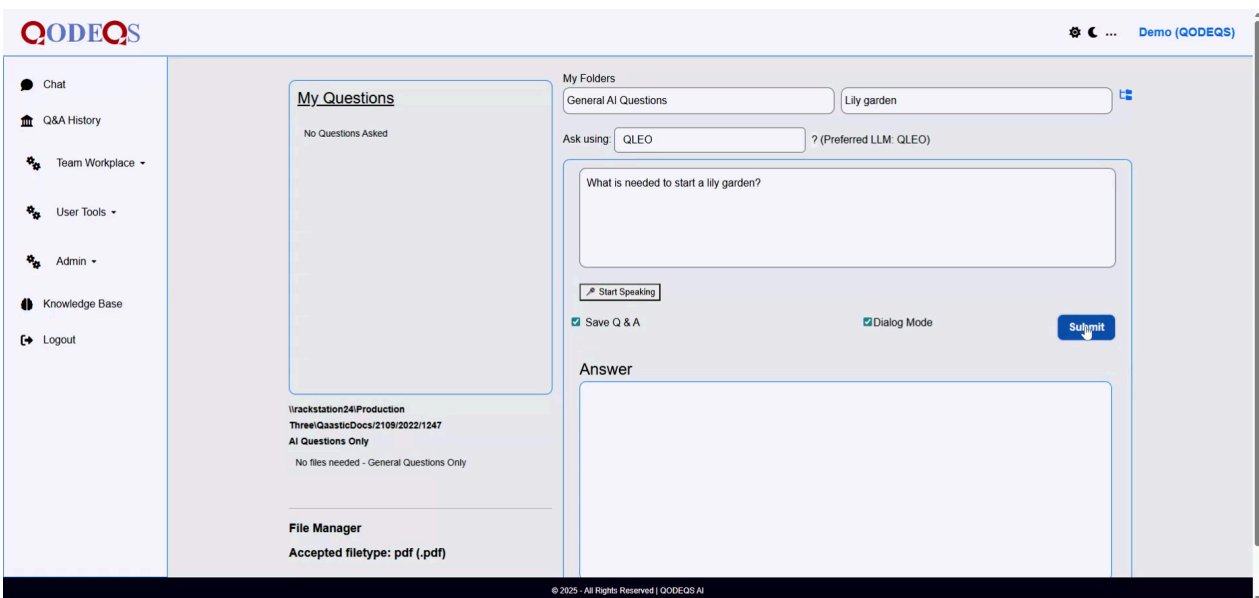 QODEQS
... Demo (QODEQS)
Chat
Q&A History
Team Workplace
User Tools
Admin
Knowledge Base
Logout
My Questions
No Questions Asked
\\rackstation24\Production
Three\QaasticDocs/2109/2022/1247
AI Questions Only
No files needed - General Questions Only
File Manager
Accepted filetype: pdf (.pdf)
My Folders
General AI Questions
Lily garden
Ask using: QLEO ? (Preferred LLM: QLEO)
What is needed to start a lily garden?
Start Speaking
Save Q & A
Dialog Mode
Submit
Answer
© 2025 - All Rights Reserved | QODEQS AI